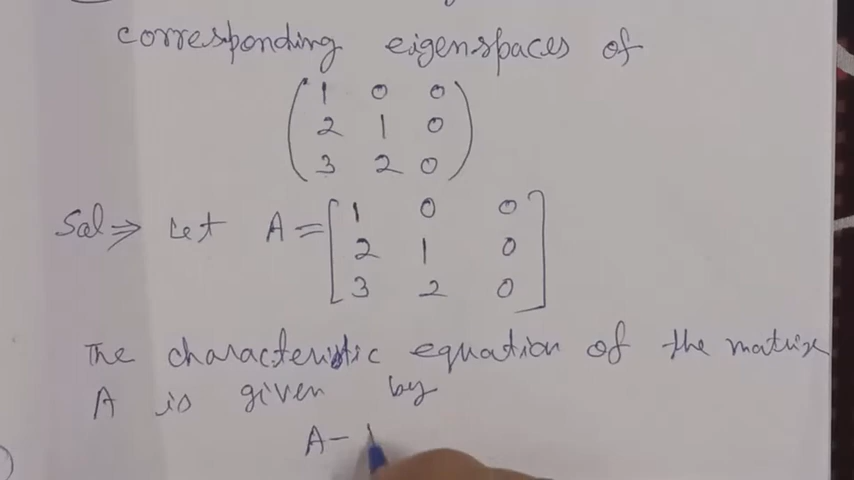 corresponding eigenspaces of
1 0 0
2 1 0
3 2 0
Sol⇒ Let A = [1 0 0
2 1 0
3 2 0]
The characteristic equation of the matrix
A is given by
A-